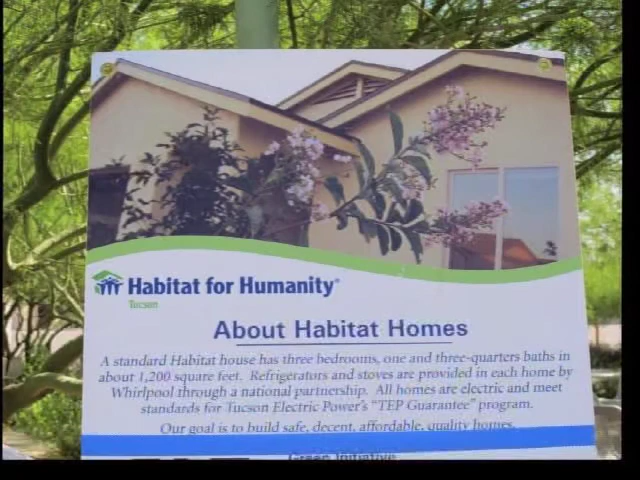 Habitat for Humanity®
Tucson
About Habitat Homes
A standard Habitat house has three bedrooms, one and three-quarters baths in
about 1,200 square feet. Refrigerators and stoves are provided in each home by
Whirlpool through a national partnership. All homes are electric and meet
standards for Tucson Electric Power's "TEP Guarantee" program.
Our goal is to build safe, decent, affordable, quality homes.
Green Initiative